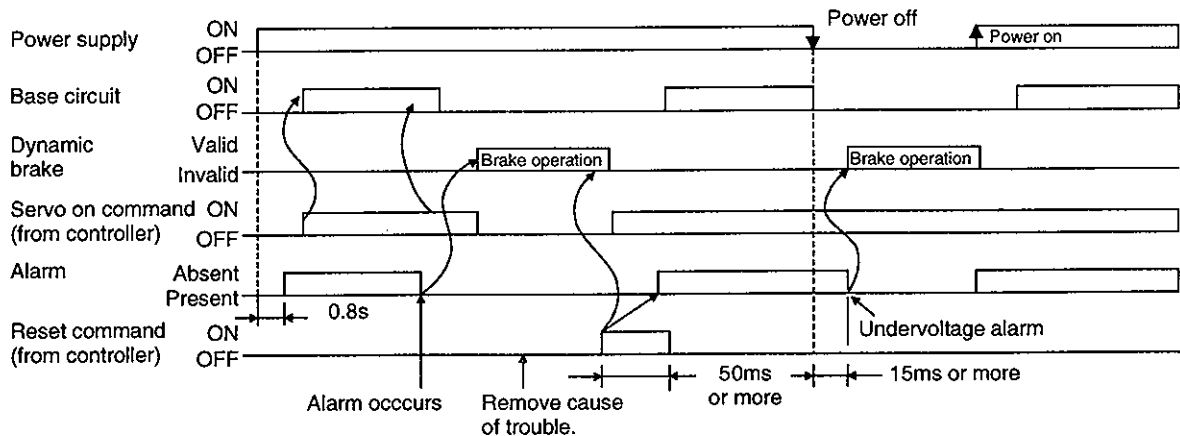 Power supply
ON
OFF
Power off
Power on
Base circuit
ON
OFF
Dynamic
brake
Valid
Invalid
Brake operation
Brake operation
Servo on command
(from controller)
ON
OFF
Alarm
Absent
Present
0.8s
Undervoltage alarm
Reset command
(from controller)
ON
OFF
50ms
or more
15ms or more
Alarm occcurs
Remove cause
of trouble.